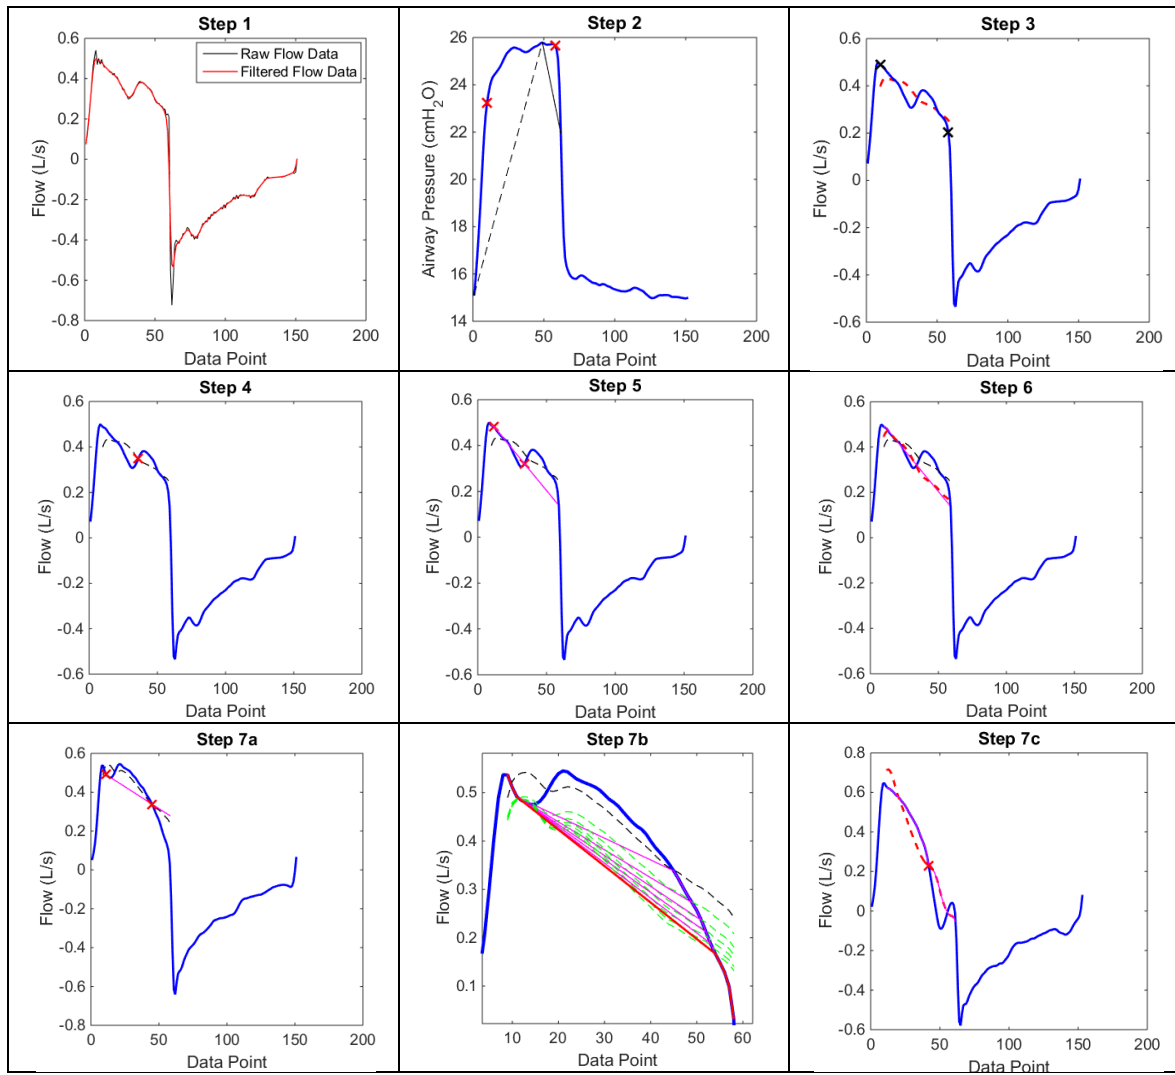 Step 1
0.6
0.4
0.2
0
-0.2
-0.4
-0.6
-0.8
Flow (L/s)
Raw Flow Data
Filtered Flow Data
0 50 100 150 200
Data Point
Step 2
26
24
22
20
18
16
14
Airway Pressure (cmH2O)
0 50 100 150 200
Data Point
Step 3
0.6
0.4
0.2
0
-0.2
-0.4
-0.6
Flow (L/s)
0 50 100 150 200
Data Point
Step 4
0.6
0.4
0.2
0
-0.2
-0.4
-0.6
Flow (L/s)
0 50 100 150 200
Data Point
Step 5
0.6
0.4
0.2
0
-0.2
-0.4
-0.6
Flow (L/s)
0 50 100 150 200
Data Point
Step 6
0.6
0.4
0.2
0
-0.2
-0.4
-0.6
Flow (L/s)
0 50 100 150 200
Data Point
Step 7a
0.6
0.4
0.2
0
-0.2
-0.4
-0.6
-0.8
Flow (L/s)
0 50 100 150 200
Data Point
Step 7b
0.5
0.4
0.3
0.2
0.1
Flow (L/s)
10 20 30 40 50 60
Data Point
Step 7c
0.8
0.6
0.4
0.2
0
-0.2
-0.4
-0.6
Flow (L/s)
0 50 100 150 200
Data Point